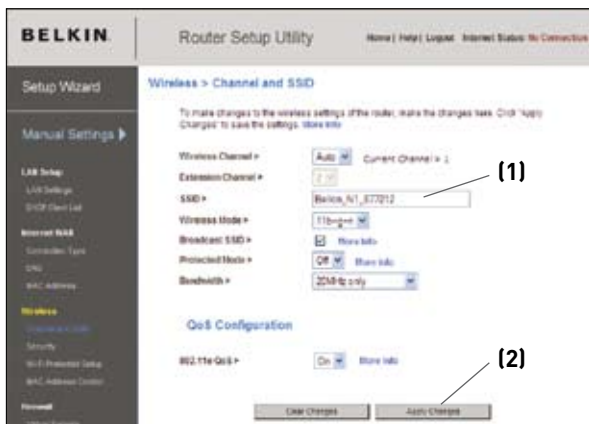 BELKIN
Router Setup Utility
Home | Help | Logout Internet Status: No Connection
Setup Wizard
Manual Settings
LAN Setup
LAN Settings
DHCP Client List
Internet WAN
Connection Type
DNS
MAC Address
Wireless
Channel and SSID
Security
Wi-Fi Protected Setup
MAC Address Control
Firewall
Wireless > Channel and SSID
To make changes to the wireless settings of the router, make the changes here. Click "Apply
Changes" to save the settings. More Info
Wireless Channel > Auto Current Channel > 1
Extension Channel > 2
SSID > Belkin_N1_877212
(1)
Wireless Mode >
Broadcast SSID > More Info
Protected Mode > Off More Info
Bandwidth > 20MHz only
QoS Configuration
802.11e QoS > On More Info
(2)
Clear Changes Apply Changes